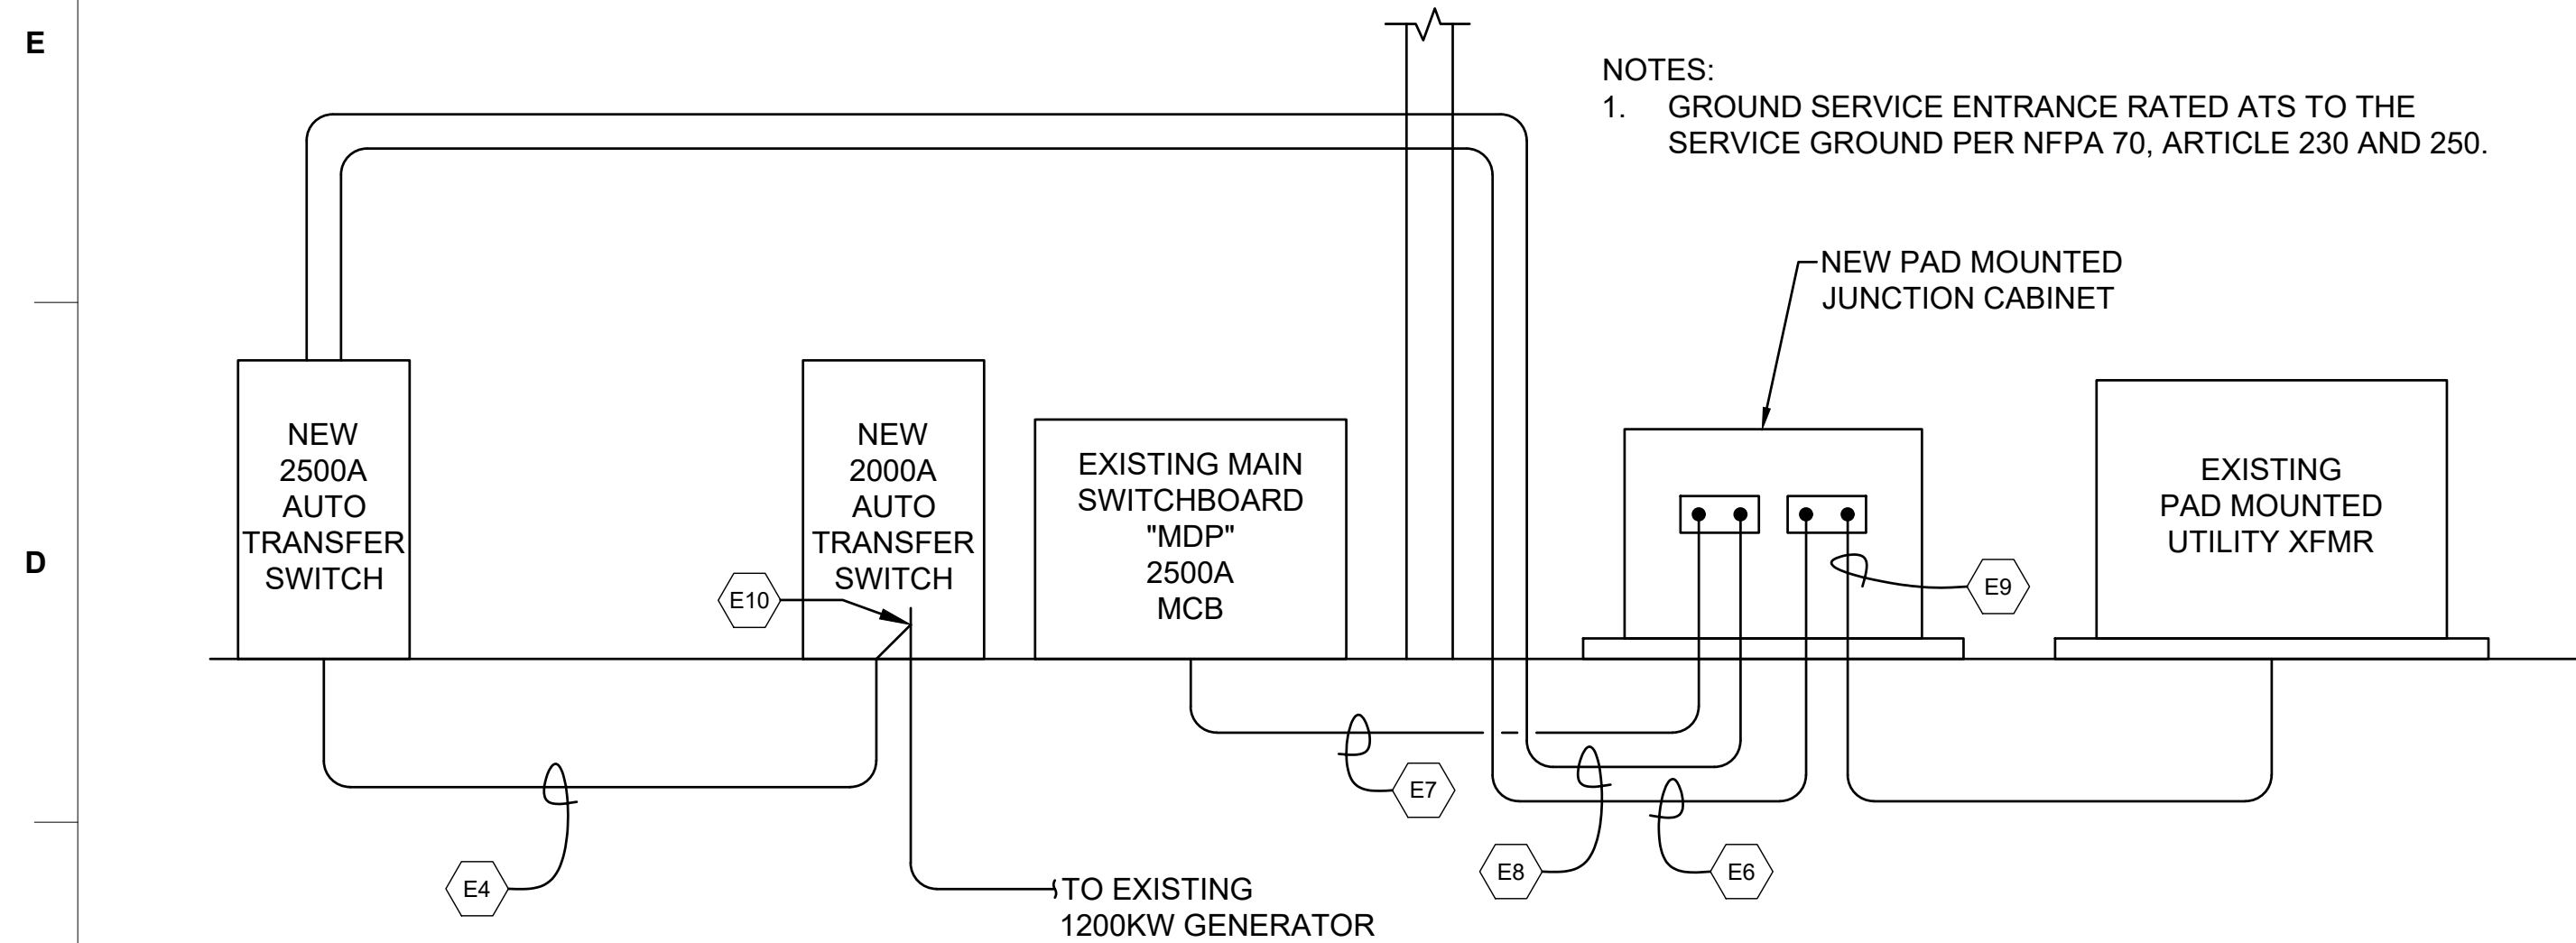 E
NOTES:
1. GROUND SERVICE ENTRANCE RATED ATS TO THE
SERVICE GROUND PER NFPA 70, ARTICLE 230 AND 250.
NEW PAD MOUNTED
JUNCTION CABINET
D
NEW
2500A
AUTO
TRANSFER
SWITCH
NEW
2000A
AUTO
TRANSFER
SWITCH
EXISTING MAIN
SWITCHBOARD
"MDP"
2500A
MCB
EXISTING
PAD MOUNTED
UTILITY XFMR
E10
E9
E7
E4
E8
E6
TO EXISTING
1200KW GENERATOR